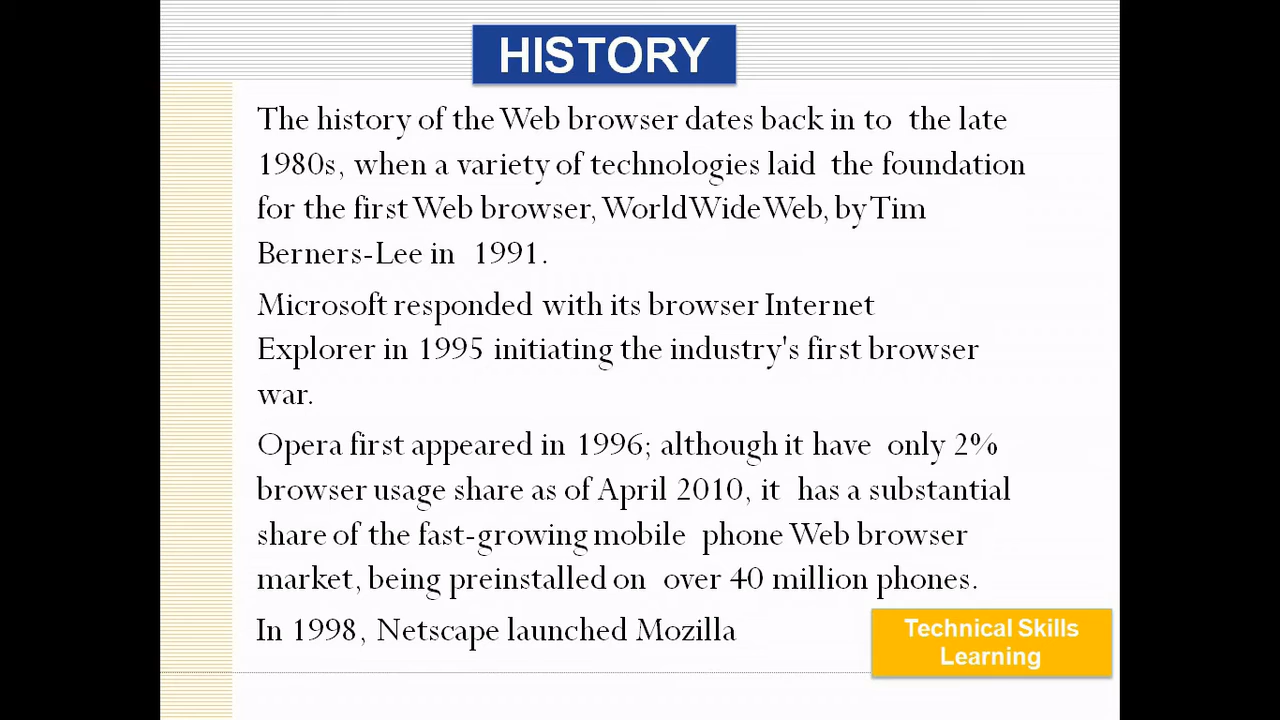 HISTORY
The history of the Web browser dates back in to the late
1980s, when a variety of technologies laid the foundation
for the first Web browser, WorldWideWeb, by Tim
Berners-Lee in 1991.
Microsoft responded with its browser Internet
Explorer in 1995 initiating the industry's first browser
war.
Opera first appeared in 1996; although it have only 2%
browser usage share as of April 2010, it has a substantial
share of the fast-growing mobile phone Web browser
market, being preinstalled on over 40 million phones.
In 1998, Netscape launched Mozilla
Technical Skills
Learning